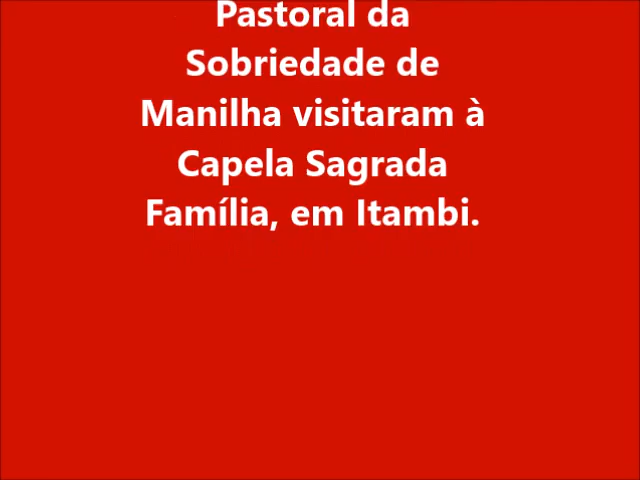 Pastoral da
Sobriedade de
Manilha visitaram à
Capela Sagrada
Família, em Itambi.